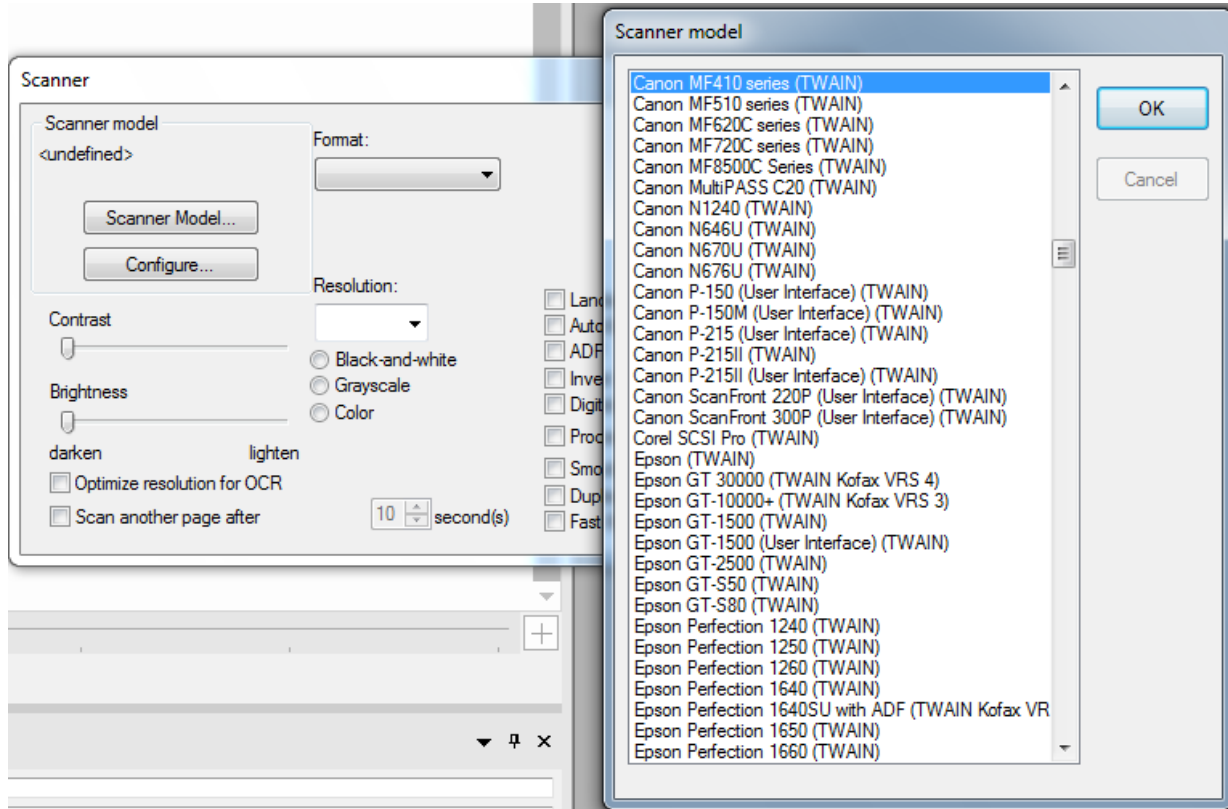 Scanner
Scanner model
<undefined>
Scanner Model...
Configure...
Contrast
Brightness
darken lighten
Optimize resolution for OCR
Scan another page after 10 second(s)
Format:
Resolution:
Black-and-white
Grayscale
Color
ADF
Fast
Scanner model
Canon MF410 series (TWAIN)
Canon MF510 series (TWAIN)
Canon MF620C series (TWAIN)
Canon MF720C series (TWAIN)
Canon MF8500C Series (TWAIN)
Canon MultiPASS C20 (TWAIN)
Canon N1240 (TWAIN)
Canon N646U (TWAIN)
Canon N670U (TWAIN)
Canon N676U (TWAIN)
Canon P-150 (User Interface) (TWAIN)
Canon P-150M (User Interface) (TWAIN)
Canon P-215 (User Interface) (TWAIN)
Canon P-215II (TWAIN)
Canon P-215II (User Interface) (TWAIN)
Canon ScanFront 220P (User Interface) (TWAIN)
Canon ScanFront 300P (User Interface) (TWAIN)
Corel SCSI Pro (TWAIN)
Epson (TWAIN)
Epson GT 30000 (TWAIN Kofax VRS 4)
Epson GT-10000+ (TWAIN Kofax VRS 3)
Epson GT-1500 (TWAIN)
Epson GT-1500 (User Interface) (TWAIN)
Epson GT-2500 (TWAIN)
Epson GT-S50 (TWAIN)
Epson GT-S80 (TWAIN)
Epson Perfection 1240 (TWAIN)
Epson Perfection 1250 (TWAIN)
Epson Perfection 1260 (TWAIN)
Epson Perfection 1640 (TWAIN)
Epson Perfection 1640SU with ADF (TWAIN Kofax VR
Epson Perfection 1650 (TWAIN)
Epson Perfection 1660 (TWAIN)
OK
Cancel